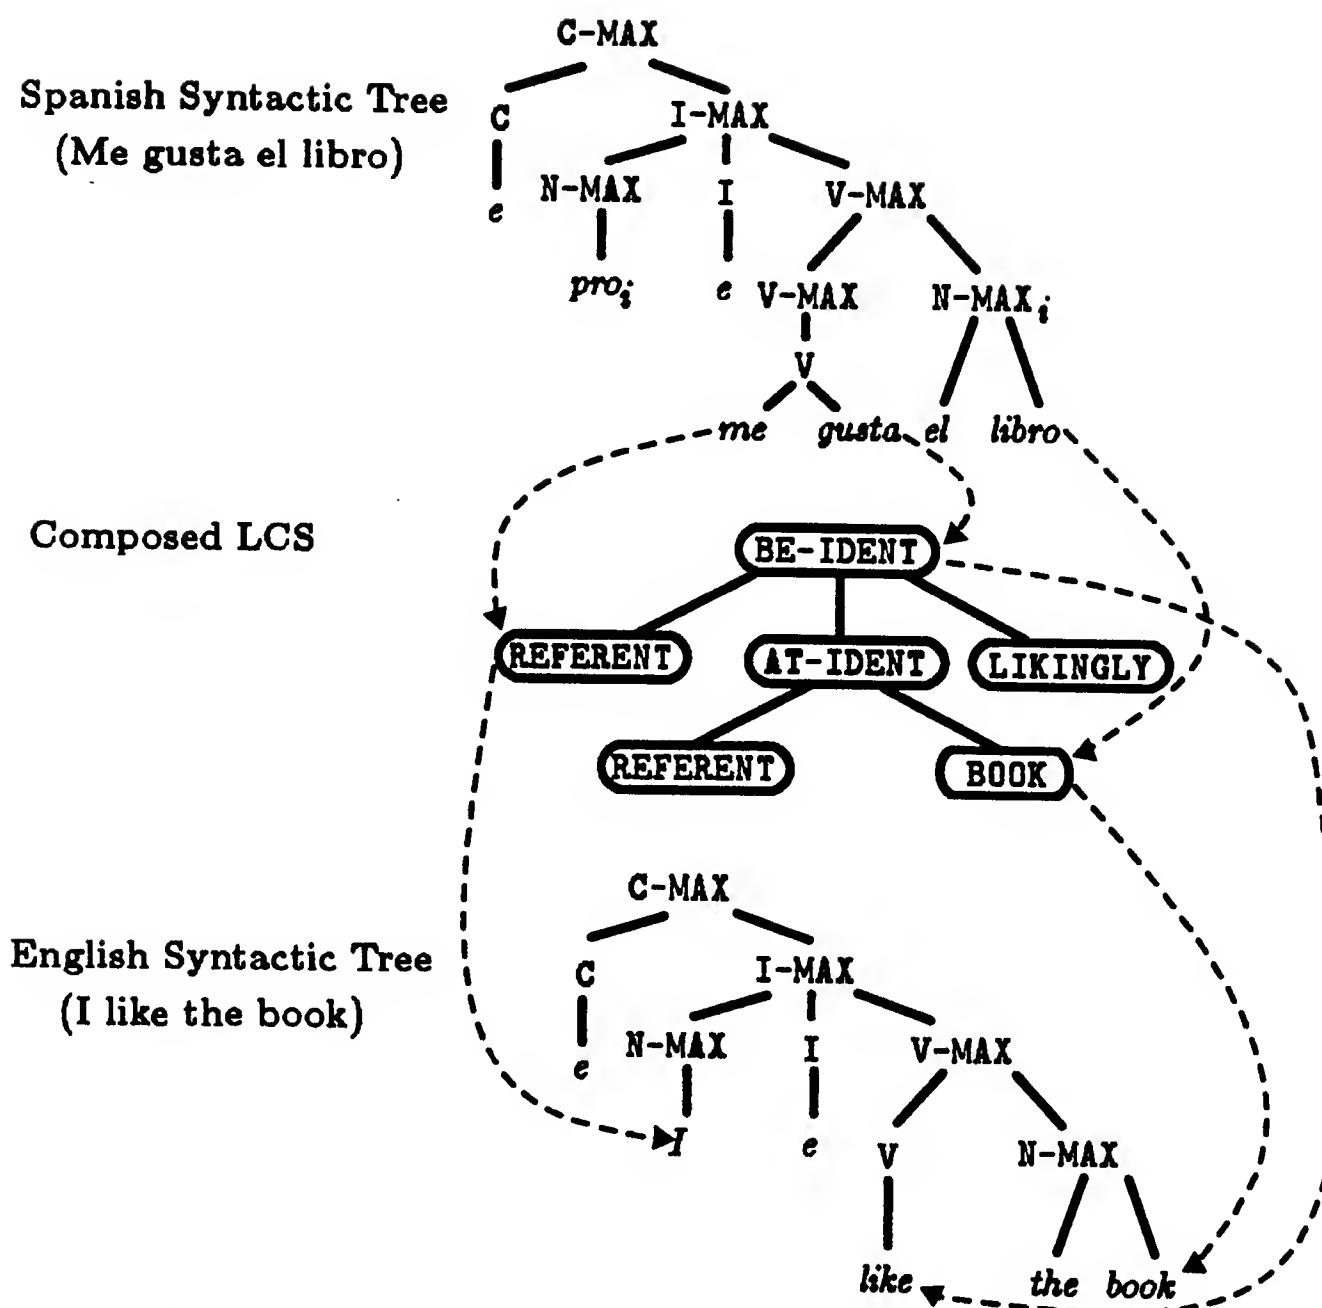 C-MAX
Spanish Syntactic Tree
(Me gusta el libro)
C I-MAX
e N-MAX I V-MAX
pro_i e V-MAX N-MAX_i
V
me gusta el libro
Composed LCS
BE-IDENT
REFERENT AT-IDENT LIKINGLY
REFERENT BOOK
C-MAX
English Syntactic Tree
(I like the book)
C I-MAX
e N-MAX I V-MAX
I e V N-MAX
like the book